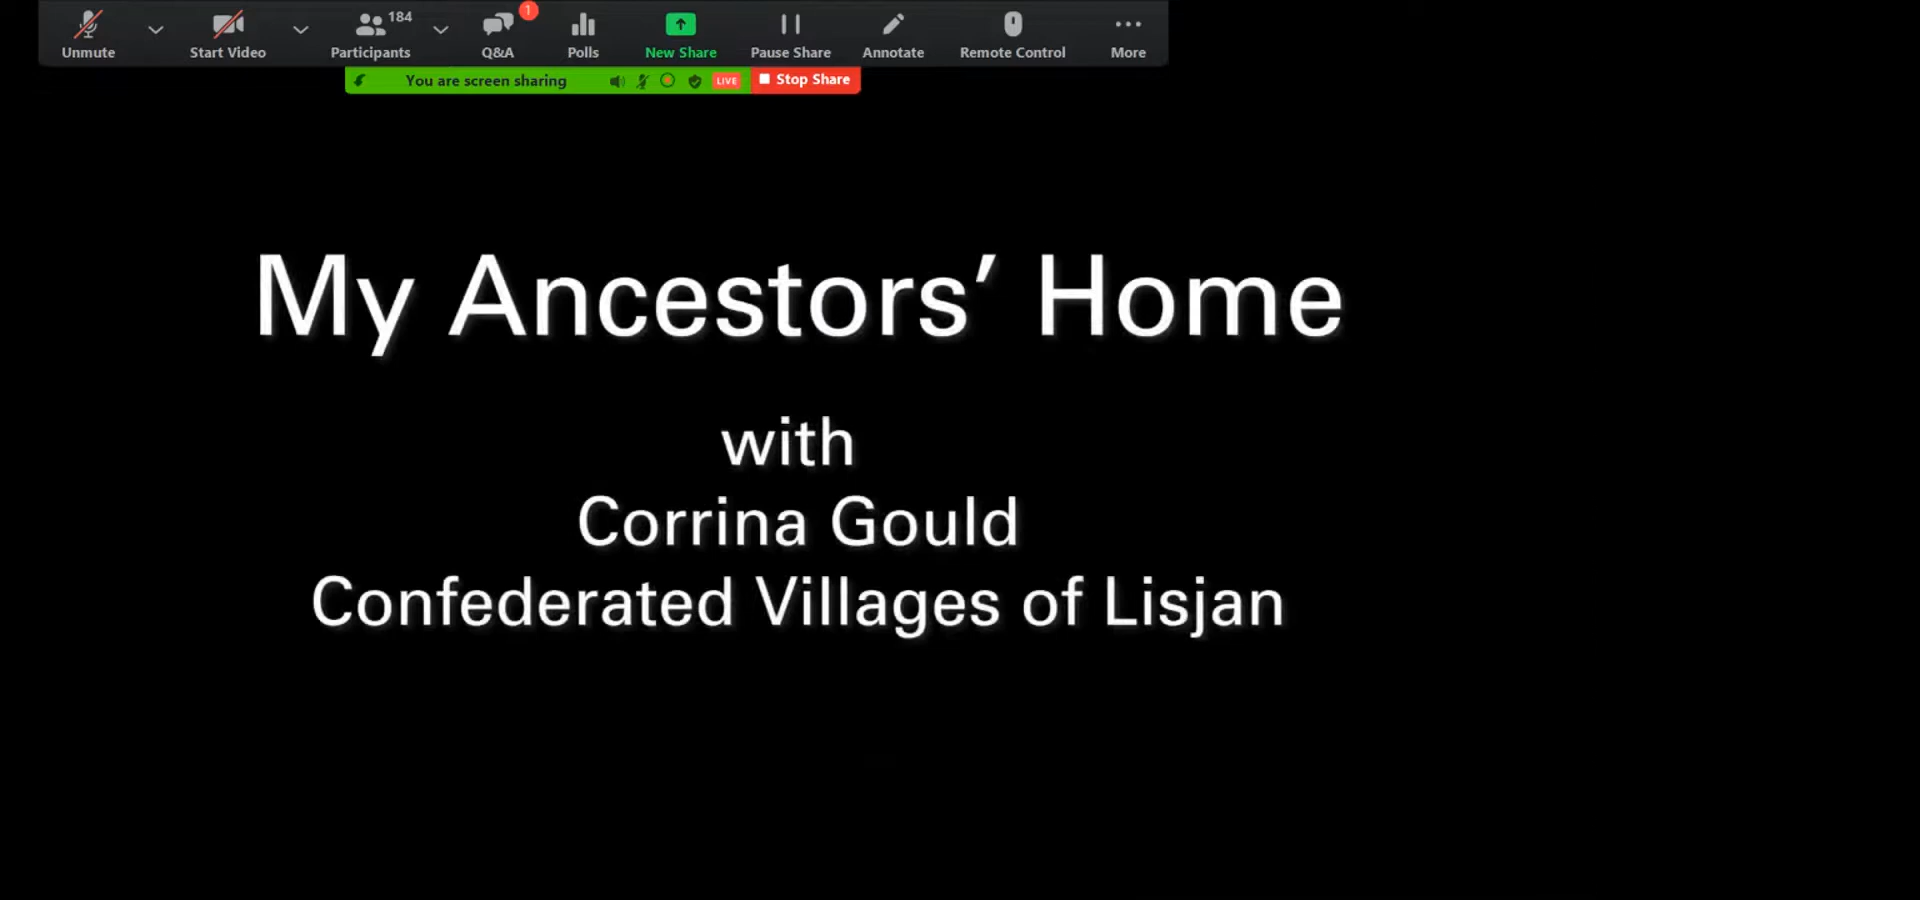 184
1
Unmute
Start Video
Participants
Q&A
Polls
New Share
Pause Share
Annotate
Remote Control
More
You are screen sharing
LIVE
Stop Share
My Ancestors’ Home
with
Corrina Gould
Confederated Villages of Lisjan